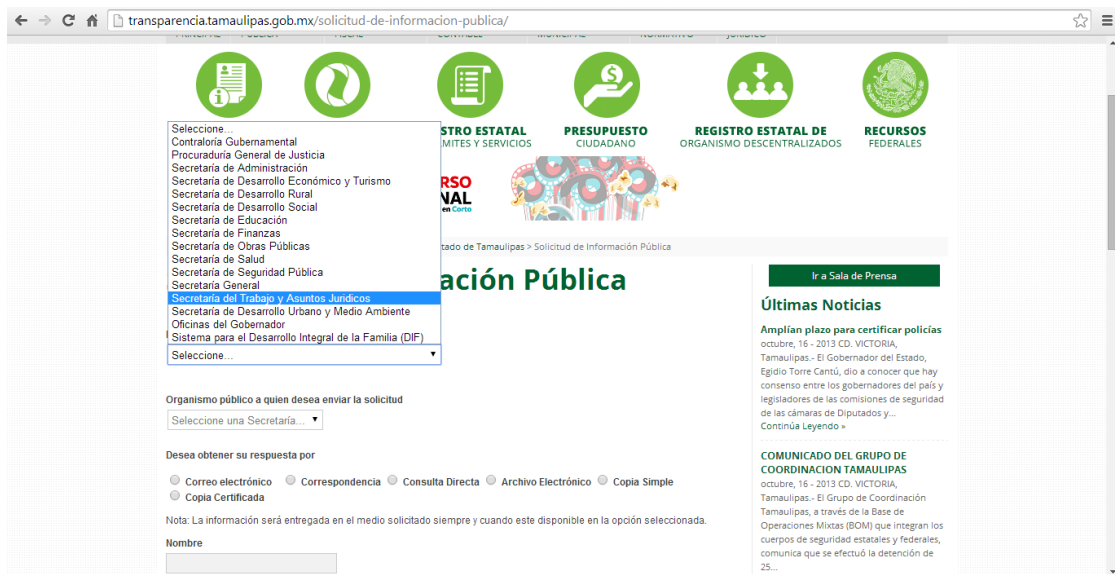 transparencia.tamaulipas.gob.mx/solicitud-de-informacion-publica/
PRINCIPAL PÚBLICA FISCAL CONTABLE MUNICIPAL NORMATIVO JURÍDICO
STRO ESTATAL
MITES Y SERVICIOS
PRESUPUESTO
CIUDADANO
REGISTRO ESTATAL DE
ORGANISMO DESCENTRALIZADOS
RECURSOS
FEDERALES
Seleccione...
Contraloría Gubernamental
Procuraduría General de Justicia
Secretaría de Administración
Secretaría de Desarrollo Económico y Turismo
Secretaría de Desarrollo Rural
Secretaría de Desarrollo Social
Secretaría de Educación
Secretaría de Finanzas
Secretaría de Obras Públicas
Secretaría de Salud
Secretaría de Seguridad Pública
Secretaría General
Secretaría del Trabajo y Asuntos Juridicos
Secretaría de Desarrollo Urbano y Medio Ambiente
Oficinas del Gobernador
Sistema para el Desarrollo Integral de la Familia (DIF)
Seleccione...
RSO
NAL
en Corto
tado de Tamaulipas > Solicitud de Información Pública
ación Pública
Organismo público a quien desea enviar la solicitud
Seleccione una Secretaría...
Desea obtener su respuesta por
Correo electrónico Correspondencia Consulta Directa Archivo Electrónico Copia Simple
Copia Certificada
Nota: La información será entregada en el medio solicitado siempre y cuando este disponible en la opción seleccionada.
Nombre
Ir a Sala de Prensa
Últimas Noticias
Amplían plazo para certificar policías
octubre, 16 - 2013 CD. VICTORIA,
Tamaulipas.- El Gobernador del Estado,
Egidio Torre Cantú, dio a conocer que hay
consenso entre los gobernadores del país y
legisladores de las comisiones de seguridad
de las cámaras de Diputados y...
Continúa Leyendo »
COMUNICADO DEL GRUPO DE
COORDINACION TAMAULIPAS
octubre, 16 - 2013 CD. VICTORIA,
Tamaulipas.- El Grupo de Coordinación
Tamaulipas, a través de la Base de
Operaciones Mixtas (BOM) que integran los
cuerpos de seguridad estatales y federales,
comunica que se efectuó la detención de
25...